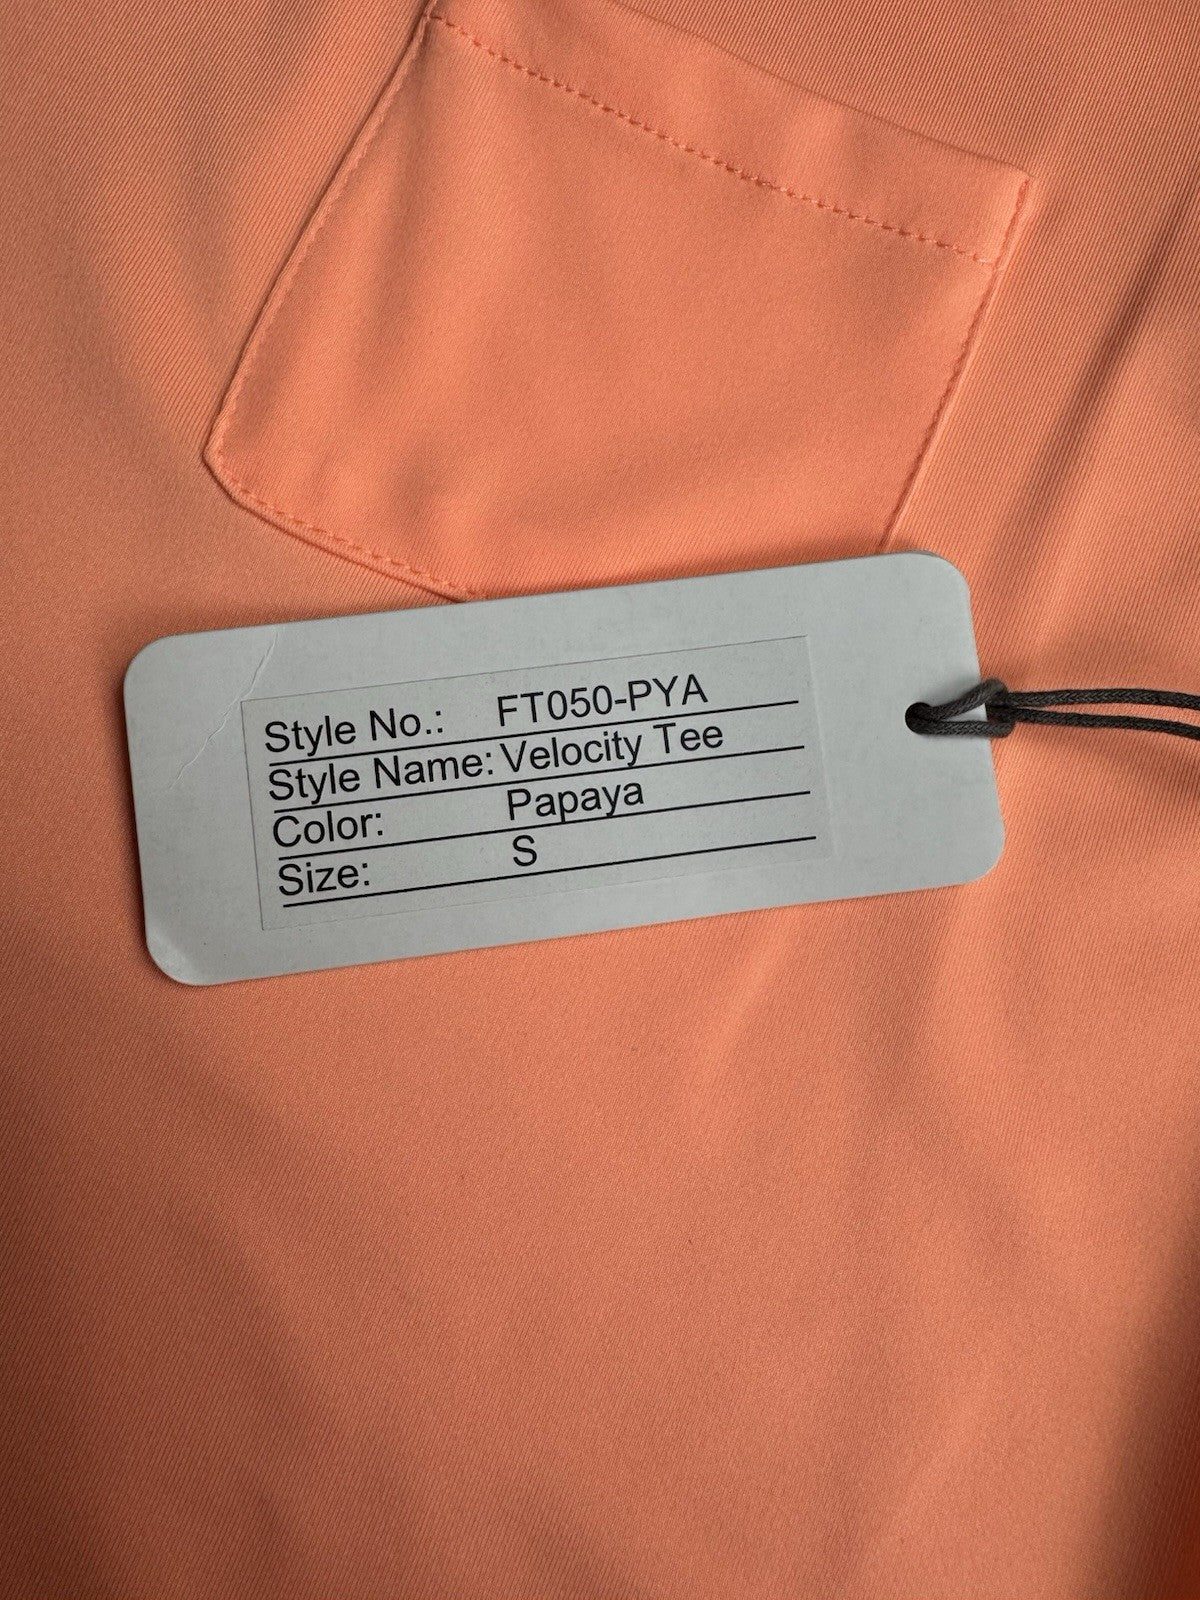 Style No.: FT050-PYA
Style Name: Velocity Tee
Color: Papaya
Size: S